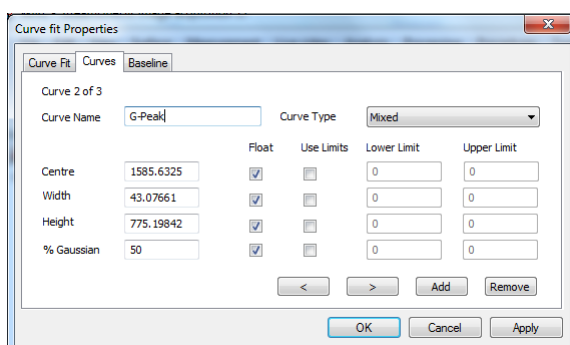 Curve fit Properties
Curve Fit Curves Baseline
Curve 2 of 3
Curve Name G-Peak Curve Type Mixed
Float Use Limits Lower Limit Upper Limit
Centre 1585.6325 0 0
Width 43.07661 0 0
Height 775.19842 0 0
% Gaussian 50 0 0
< > Add Remove
OK Cancel Apply